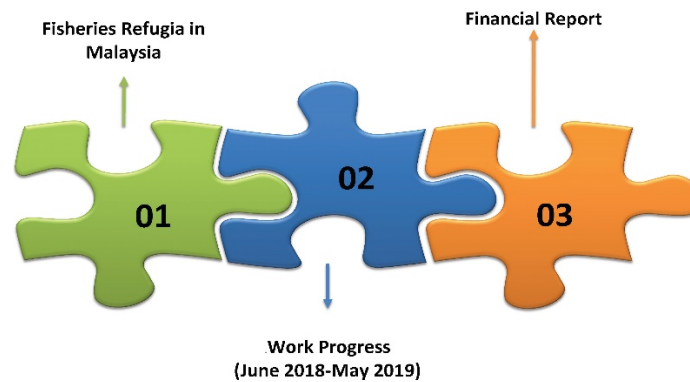 Fisheries Refugia in
Malaysia
Financial Report
01
02
03
.Work Progress
(June 2018-May 2019)